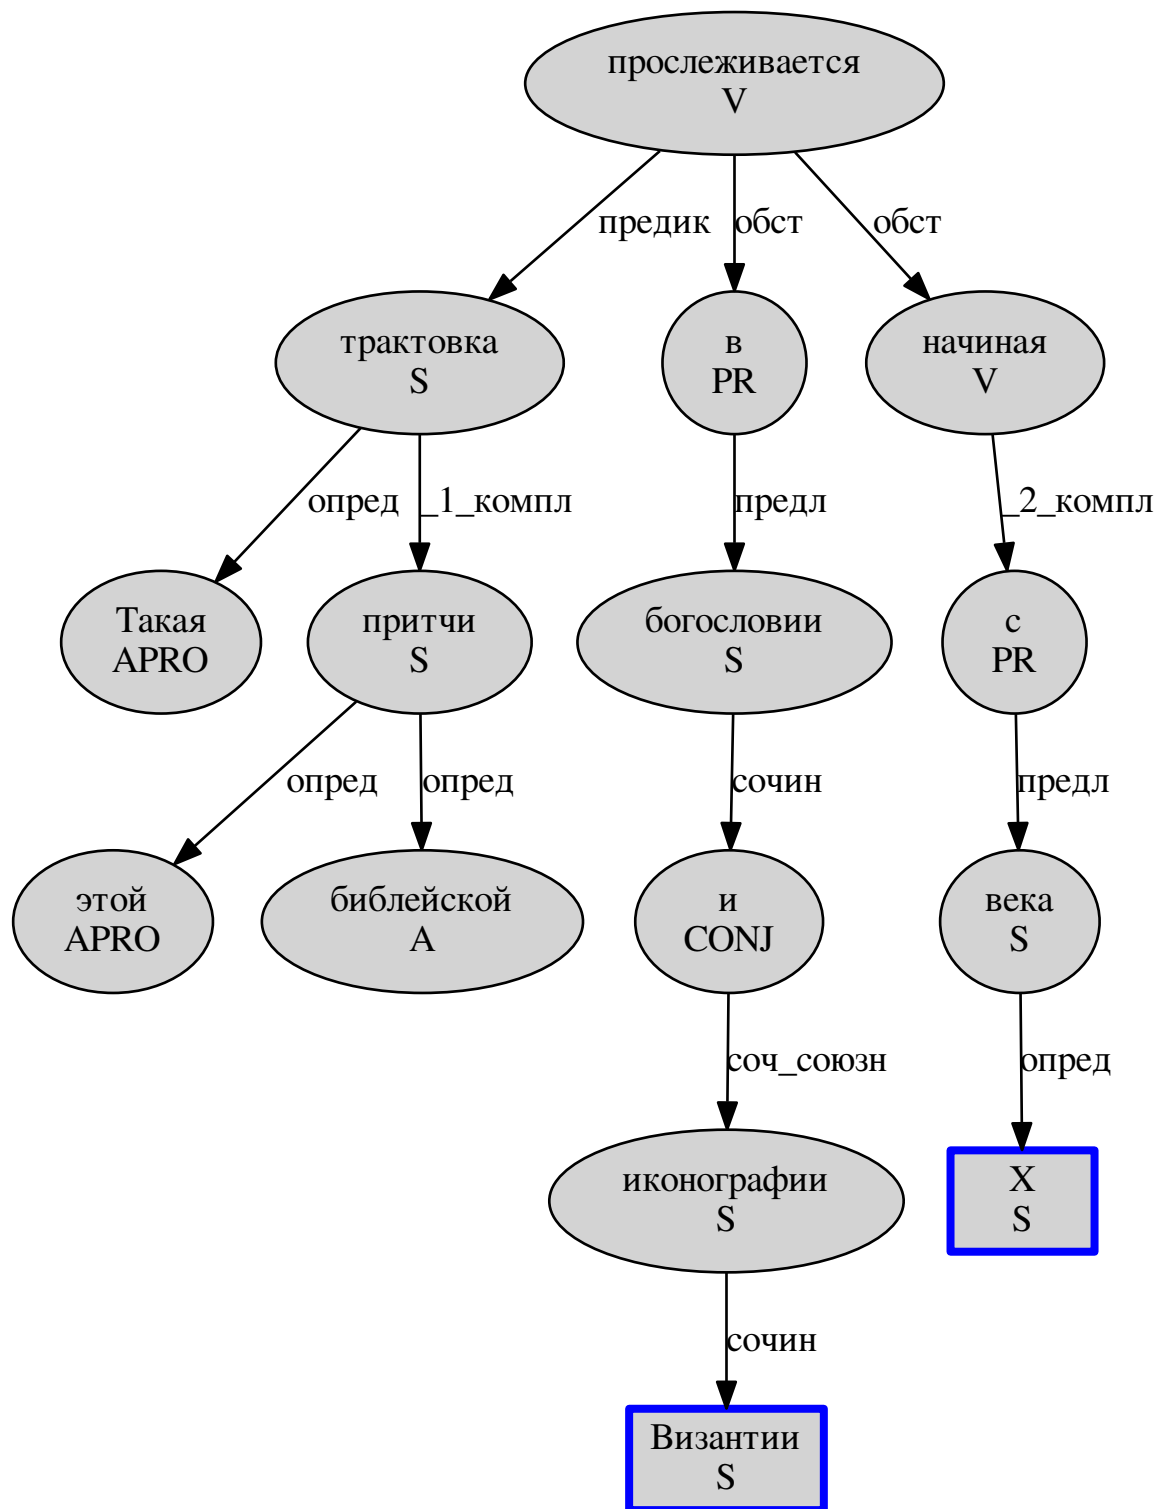 прослеживается
V
предик
обст
обст
трактовка
S
в
PR
начиная
V
опред
_1_компл
предл
_2_компл
Такая
APRO
притчи
S
богословии
S
с
PR
опред
опред
сочин
предл
этой
APRO
библейской
A
и
CONJ
века
S
соч_союзн
опред
иконографии
S
X
S
сочин
Византии
S